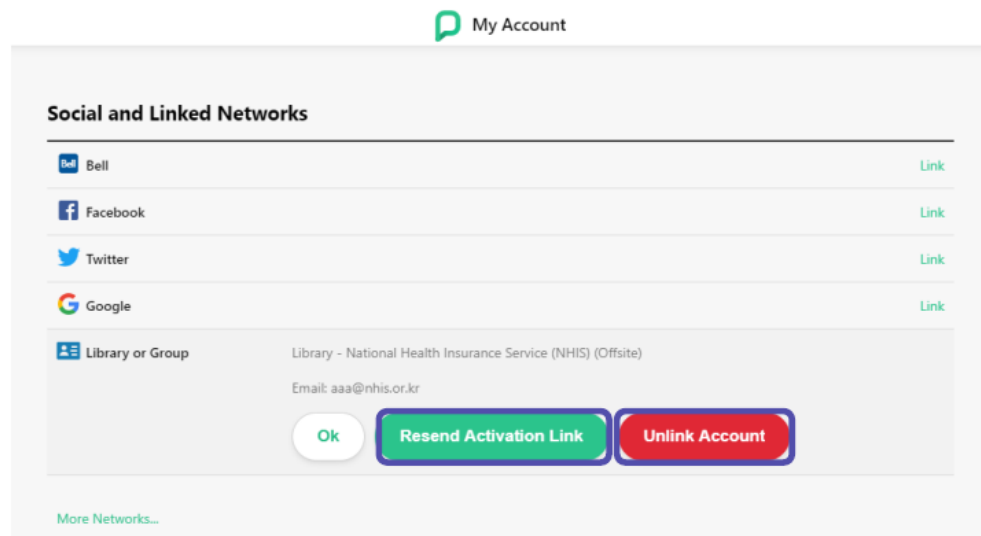 My Account
Social and Linked Networks
Bell Bell Link
Facebook Link
Twitter Link
Google Link
Library or Group Library - National Health Insurance Service (NHIS) (Offsite)
Email: aaa@nhis.or.kr
Ok Resend Activation Link Unlink Account
More Networks...